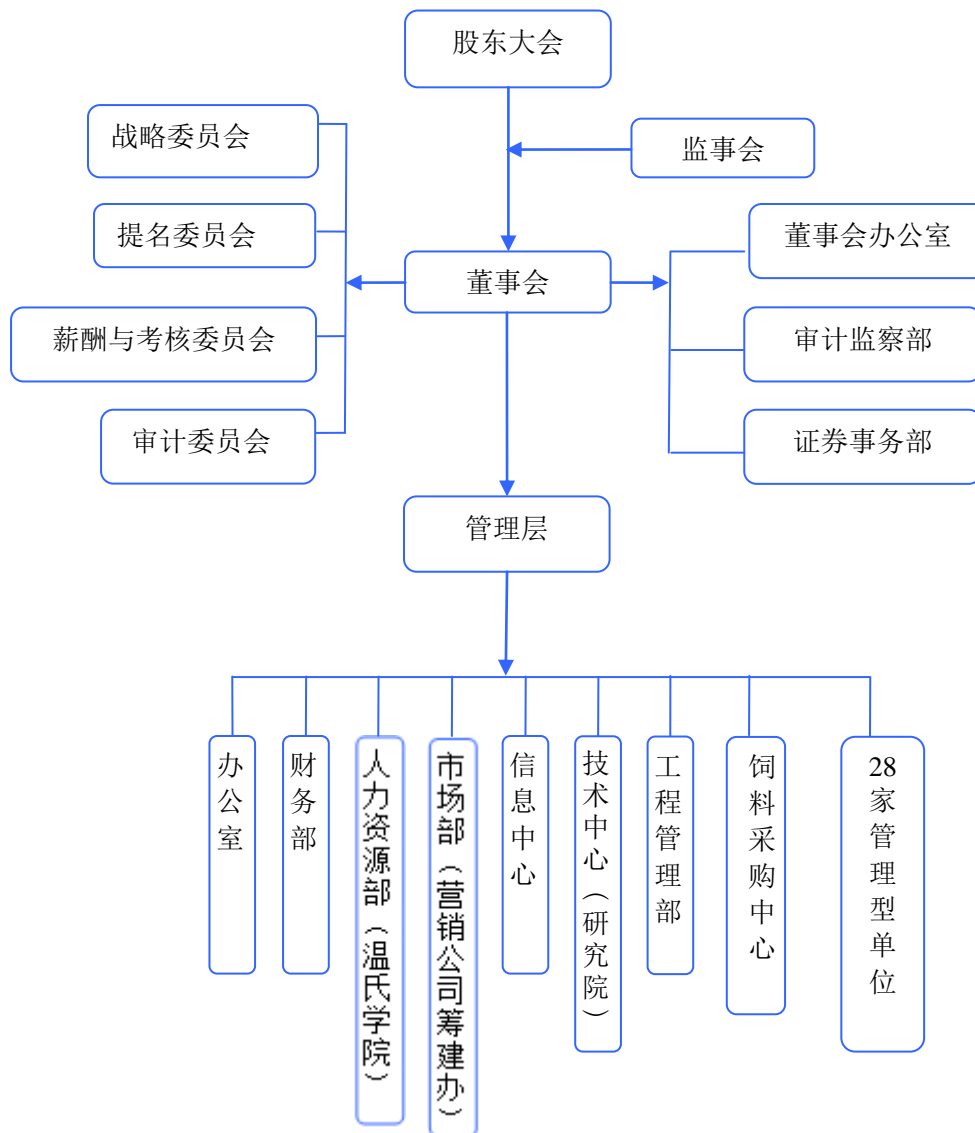 股东大会
战略委员会
监事会
提名委员会
董事会办公室
董事会
薪酬与考核委员会
审计监察部
审计委员会
证券事务部
管理层
办公室
财务部
人力资源部（温氏学院）
市场部（营销公司筹建办）
信息中心
技术中心（研究院）
工程管理部
饲料采购中心
28家管理型单位